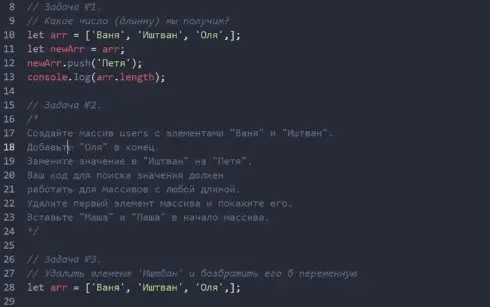 8 // Задача №1.
9 // Какое число (длинну) мы получим?
10 let arr = ['Ваня', 'Иштван', 'Оля',];
11 let newArr = arr;
12 newArr.push('Петя');
13 console.log(arr.length);
14
15 // Задача №2.
16 /*
17 Создайте массив users с элементами "Ваня" и "Иштван".
18 Добавьте "Оля" в конец.
19 Замените значение в "Иштван" на "Петя".
20 Ваш код для поиска значения должен
21 работать для массивов с любой длиной.
22 Удалите первый элемент массива и покажите его.
23 Вставьте "Маша" и "Паша" в начало массива.
24 */
25
26 // Задача №3.
27 // Удалить элемент 'Иштван' и возвратить его в переменную
28 let arr = ['Ваня', 'Иштван', 'Оля',];
29